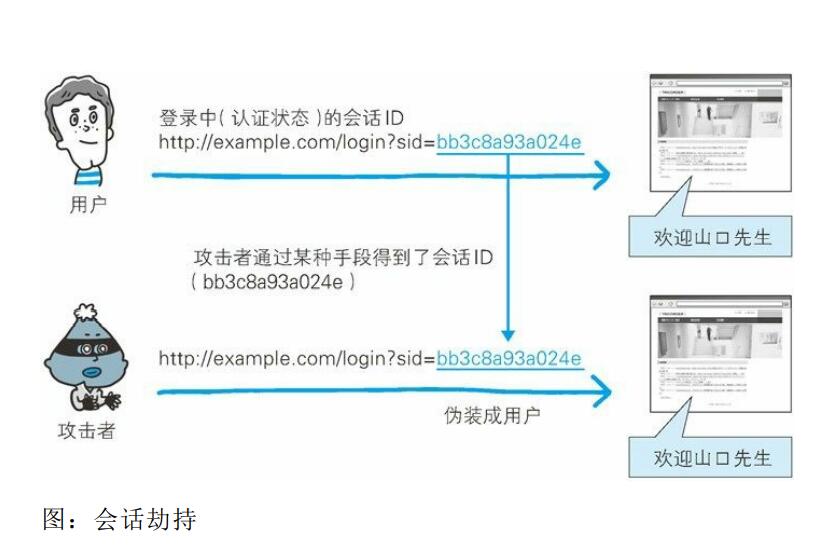 登录中(认证状态)的会话ID
http://example.com/login?sid=bb3c8a93a024e
用户
欢迎山口先生
攻击者通过某种手段得到了会话ID
(bb3c8a93a024e)
http://example.com/login?sid=bb3c8a93a024e
伪装成用户
攻击者
欢迎山口先生
图：会话劫持